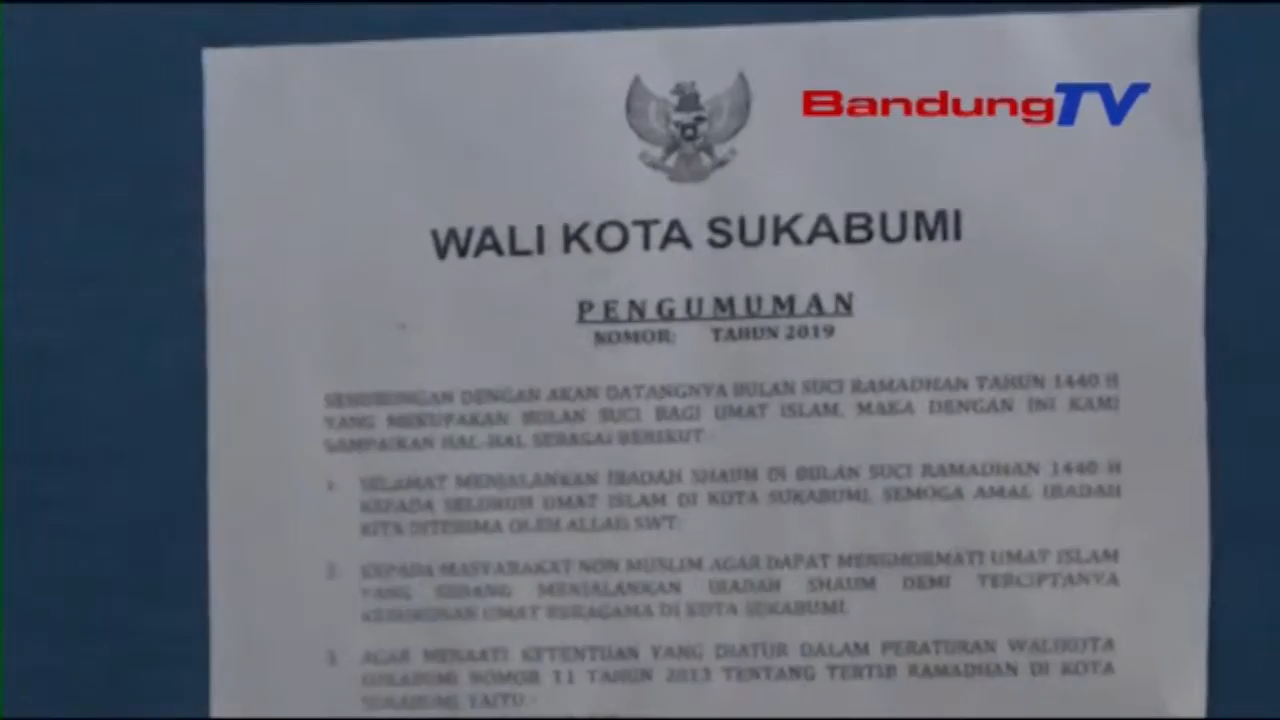 BandungTV
WALI KOTA SUKABUMI
PENGUMUMAN
NOMOR: TAHUN 2019
SEHUBUNGAN DENGAN AKAN DATANGNYA BULAN SUCI RAMADHAN TAHUN 1440 H
YANG MERUPAKAN BULAN SUCI BAGI UMAT ISLAM, MAKA DENGAN INI KAMI
SAMPAIKAN HAL-HAL SEBAGAI BERIKUT :
1. SELAMAT MENJALANKAN IBADAH SHAUM DI BULAN SUCI RAMADHAN 1440 H
KEPADA SELURUH UMAT ISLAM DI KOTA SUKABUMI, SEMOGA AMAL IBADAH
KITA DITERIMA OLEH ALLAH SWT;
2. KEPADA MASYARAKAT NON MUSLIM AGAR DAPAT MENGHORMATI UMAT ISLAM
YANG SEDANG MENJALANKAN IBADAH SHAUM DEMI TERCIPTANYA
KERUKUNAN UMAT BERAGAMA DI KOTA SUKABUMI;
3. AGAR MENAATI KETENTUAN YANG DIATUR DALAM PERATURAN WALIKOTA
SUKABUMI NOMOR 11 TAHUN 2013 TENTANG TERTIB RAMADHAN DI KOTA
SUKABUMI YAITU :